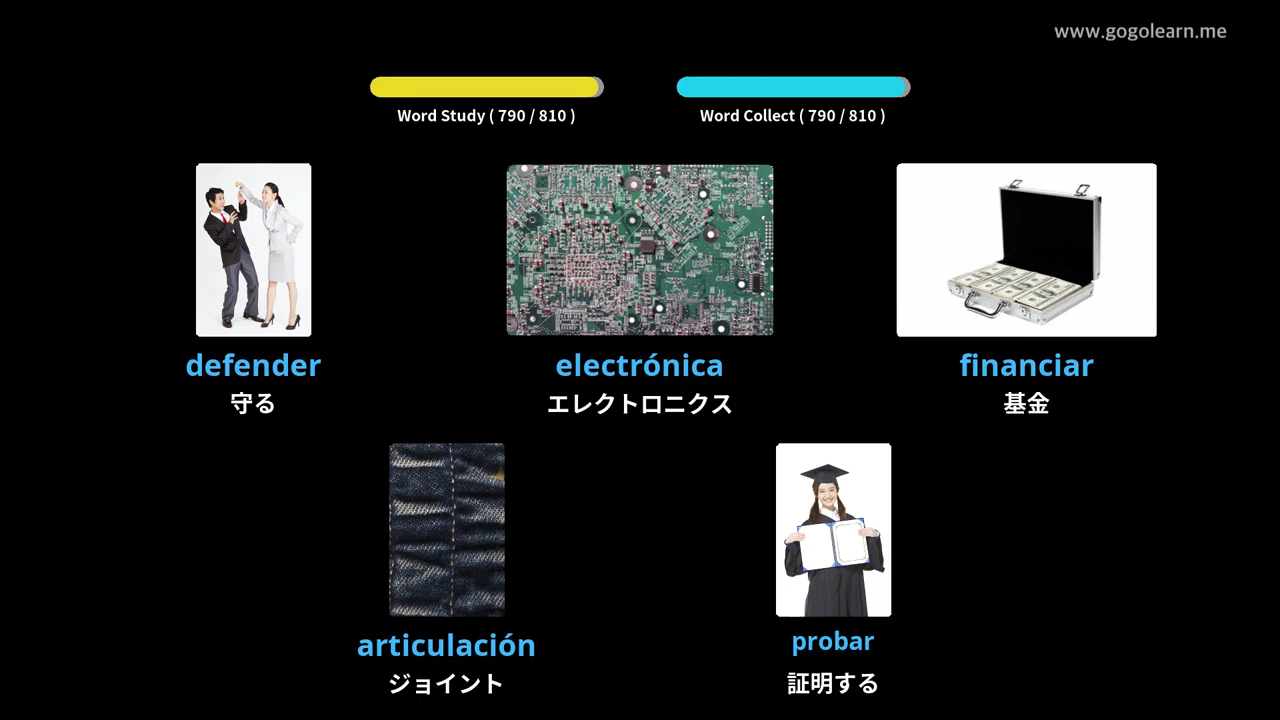 www.gogolearn.me
Word Study ( 790 / 810 )
Word Collect ( 790 / 810 )
defender
守る
electrónica
エレクトロニクス
financiar
基金
articulación
ジョイント
probar
証明する